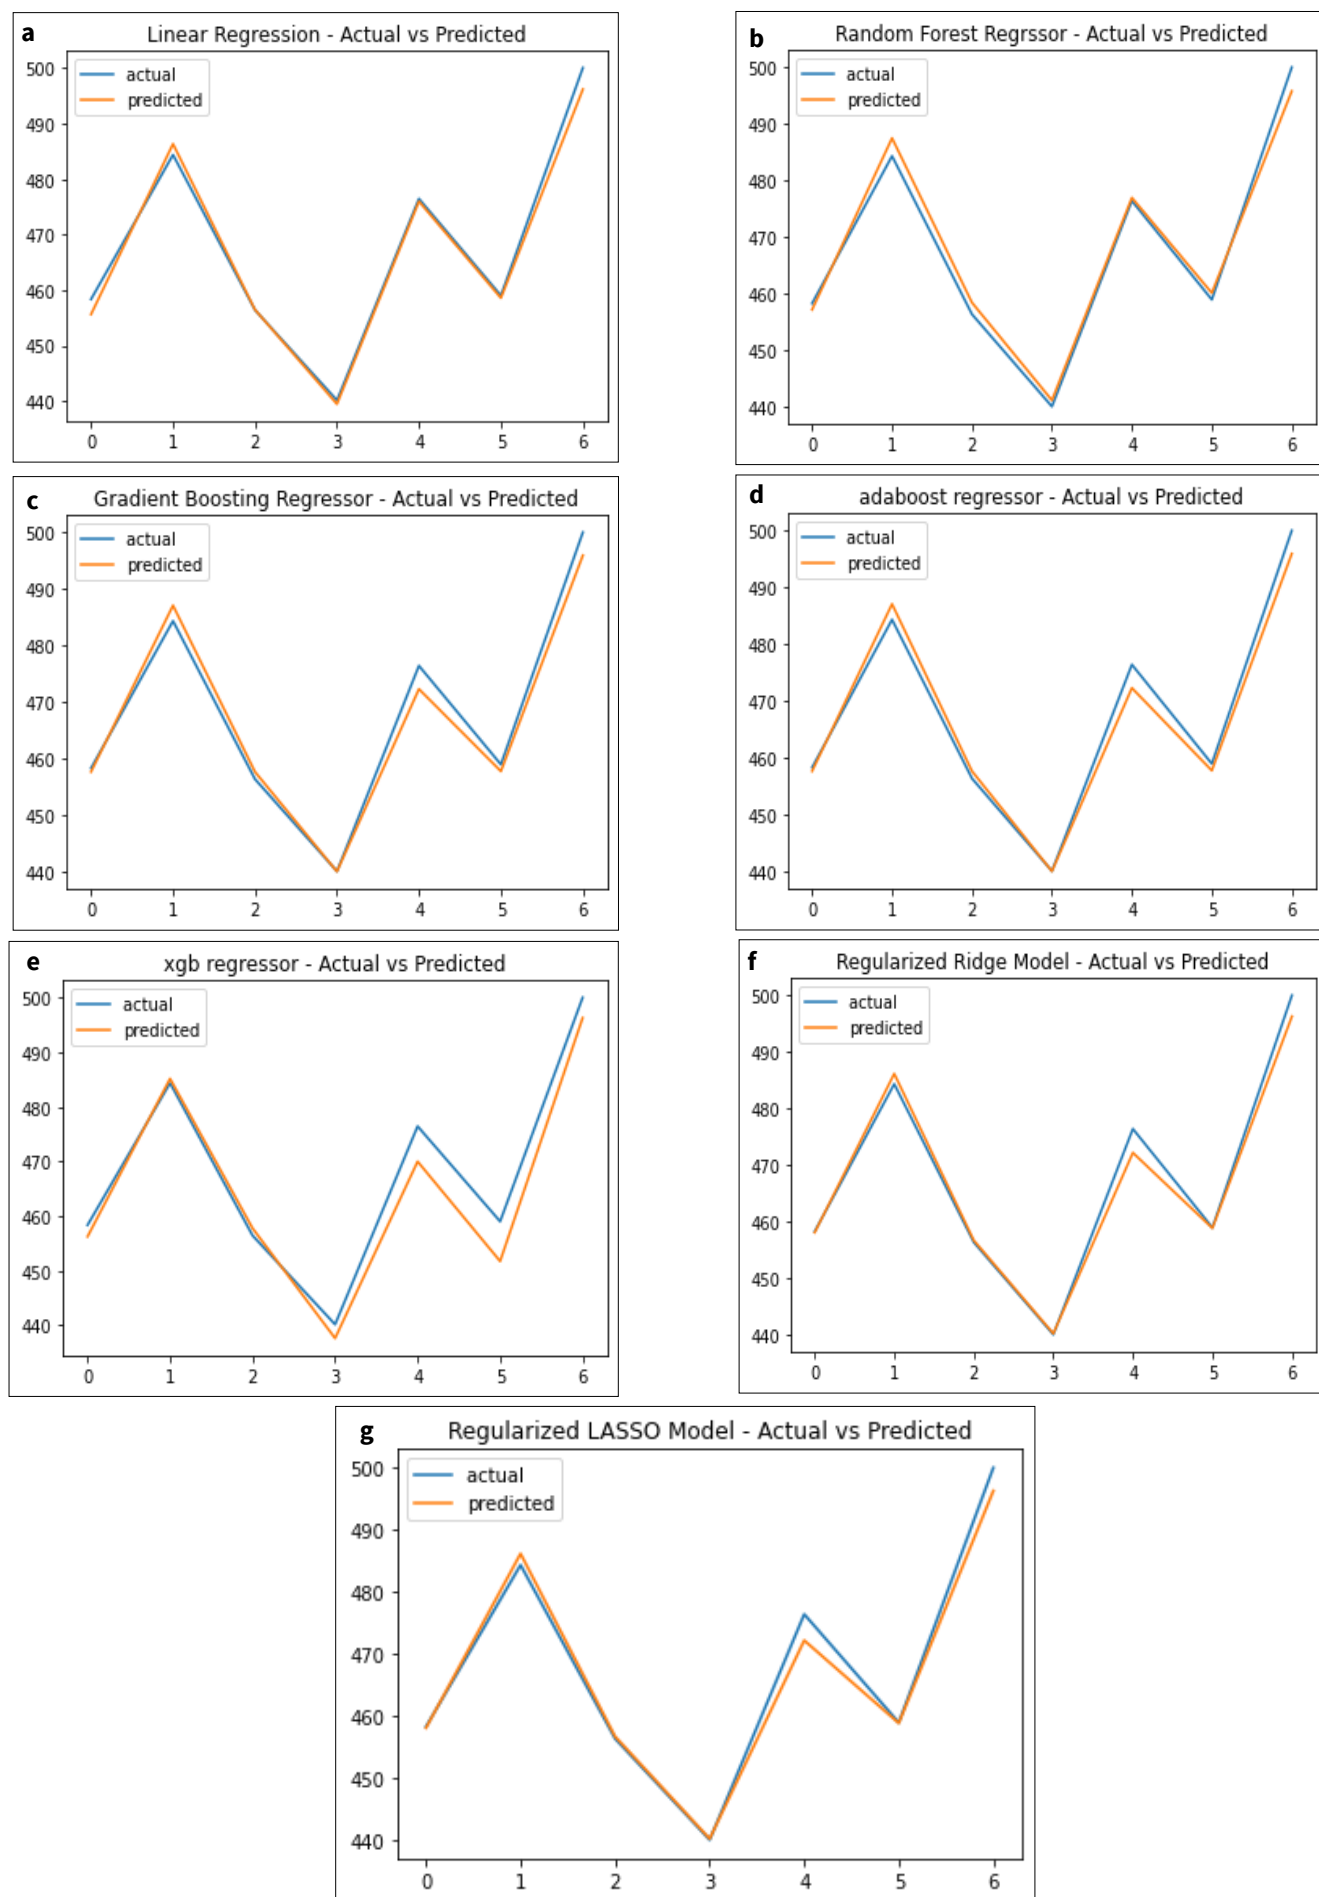 a
Linear Regression - Actual vs Predicted
actual
predicted
500
490
480
470
460
450
440
0 1 2 3 4 5 6
b
Random Forest Regrssor - Actual vs Predicted
actual
predicted
500
490
480
470
460
450
440
0 1 2 3 4 5 6
c
Gradient Boosting Regressor - Actual vs Predicted
actual
predicted
500
490
480
470
460
450
440
0 1 2 3 4 5 6
d
adaboost regressor - Actual vs Predicted
actual
predicted
500
490
480
470
460
450
440
0 1 2 3 4 5 6
e
xgb regressor - Actual vs Predicted
actual
predicted
500
490
480
470
460
450
440
0 1 2 3 4 5 6
f
Regularized Ridge Model - Actual vs Predicted
actual
predicted
500
490
480
470
460
450
440
0 1 2 3 4 5 6
g
Regularized LASSO Model - Actual vs Predicted
actual
predicted
500
490
480
470
460
450
440
0 1 2 3 4 5 6